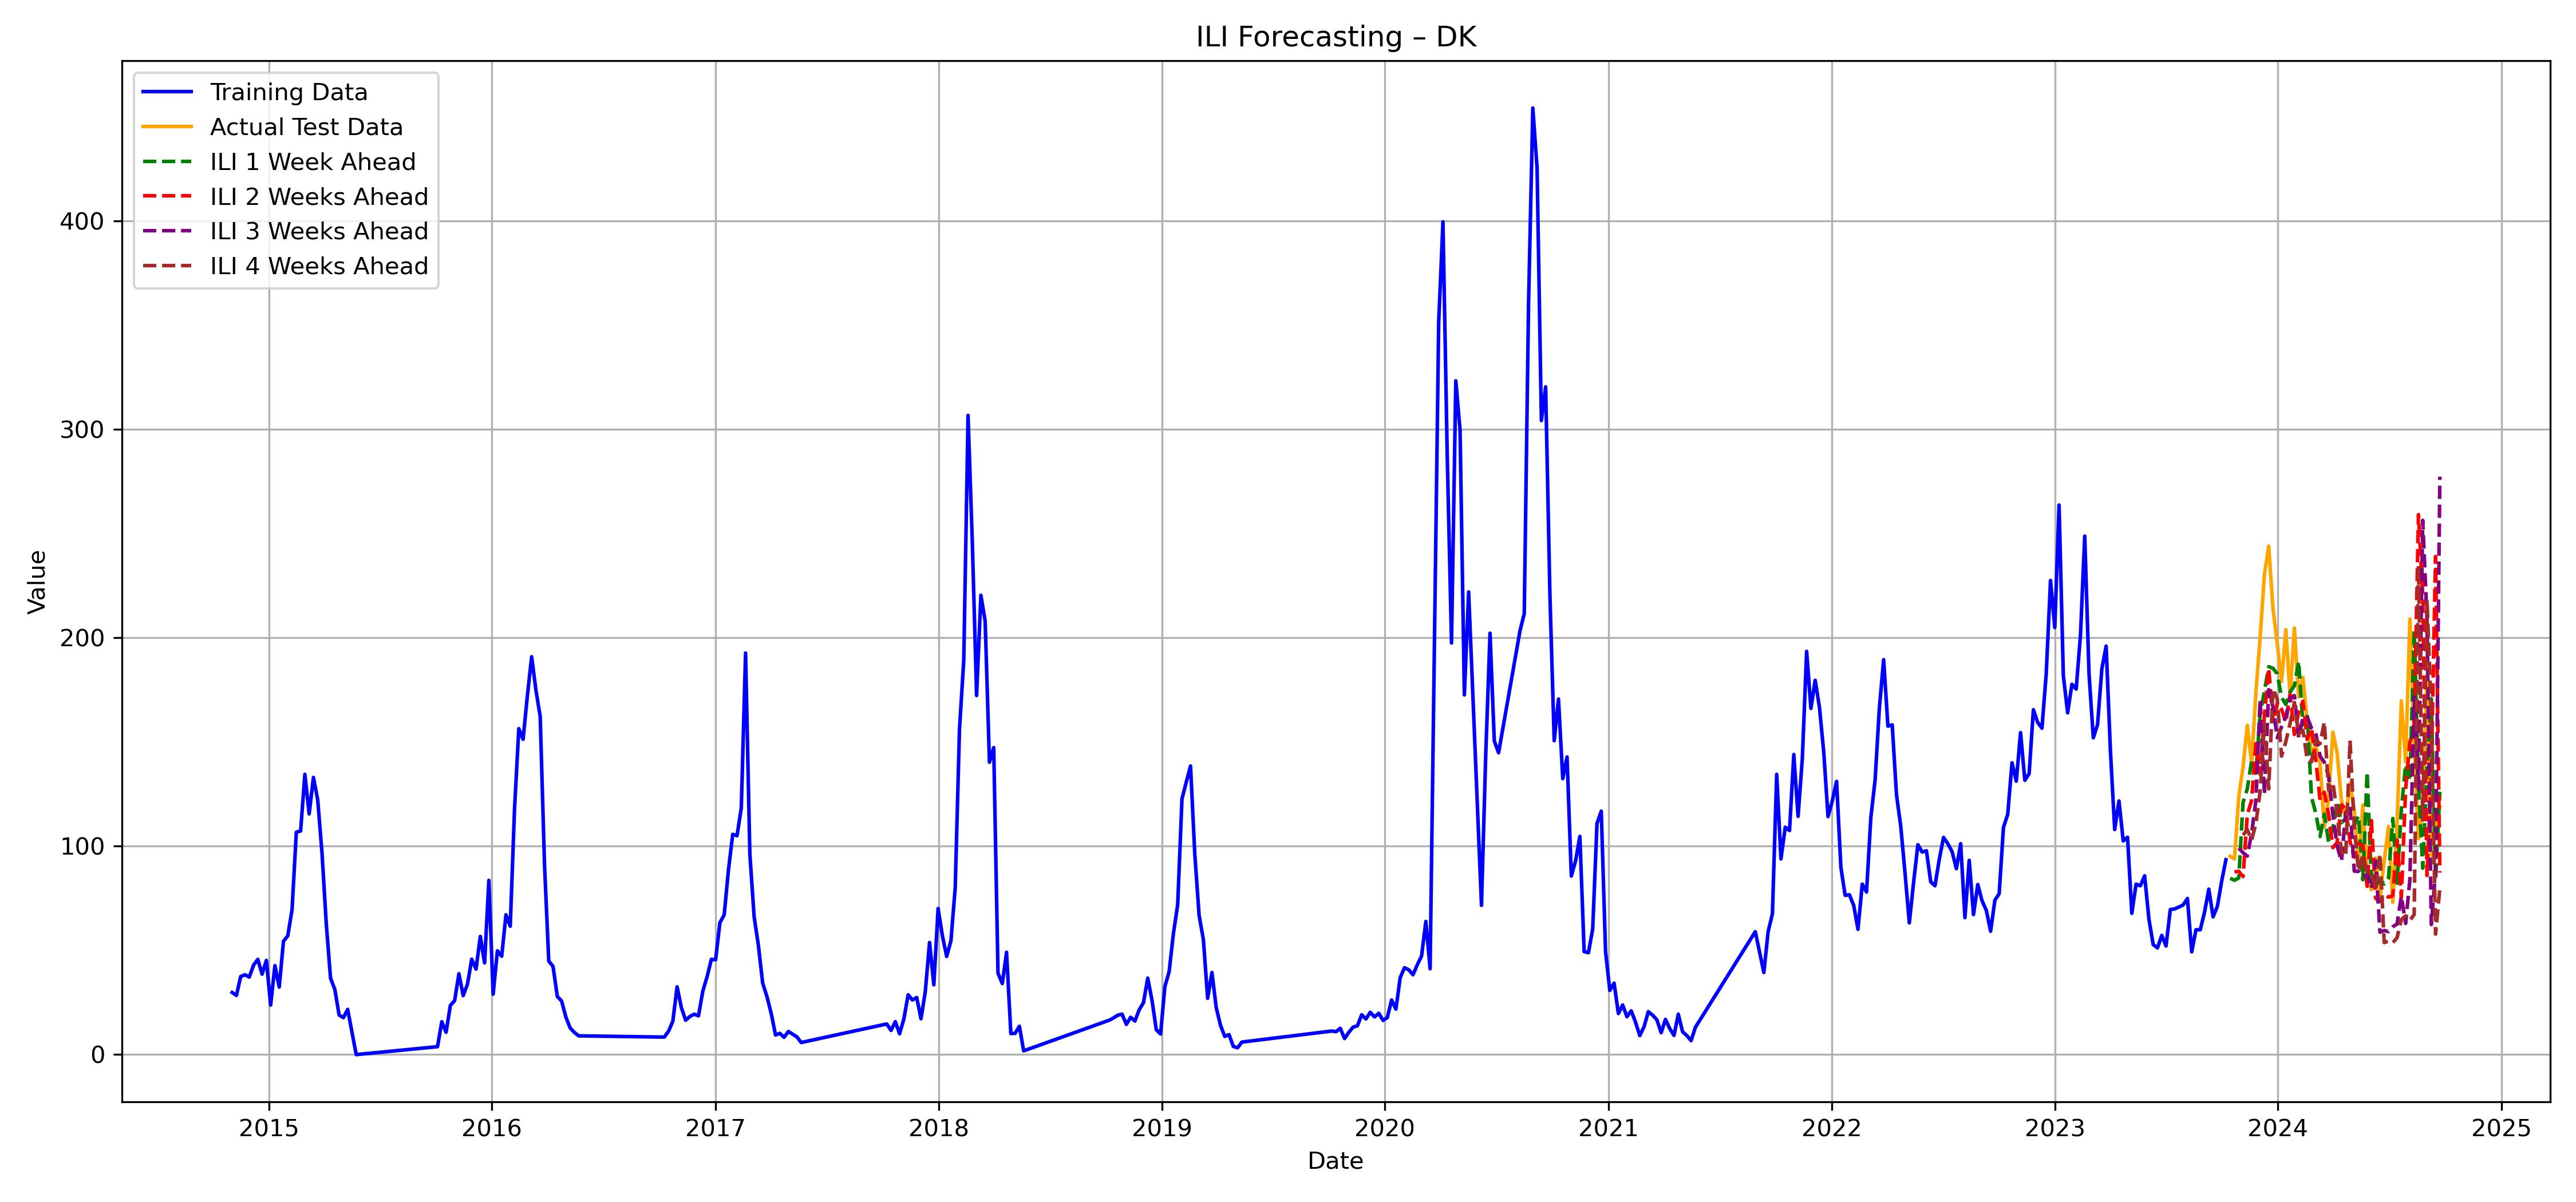 ILI Forecasting – DK
Training Data
Actual Test Data
ILI 1 Week Ahead
ILI 2 Weeks Ahead
ILI 3 Weeks Ahead
ILI 4 Weeks Ahead
400
300
200
100
0
Value
2015 2016 2017 2018 2019 2020 2021 2022 2023 2024 2025
Date